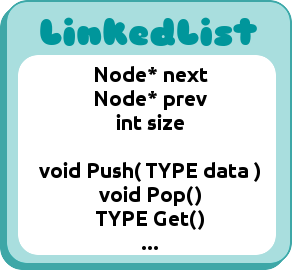 LinkedList
Node* next
Node* prev
int size
void Push( TYPE data )
void Pop()
TYPE Get()
...